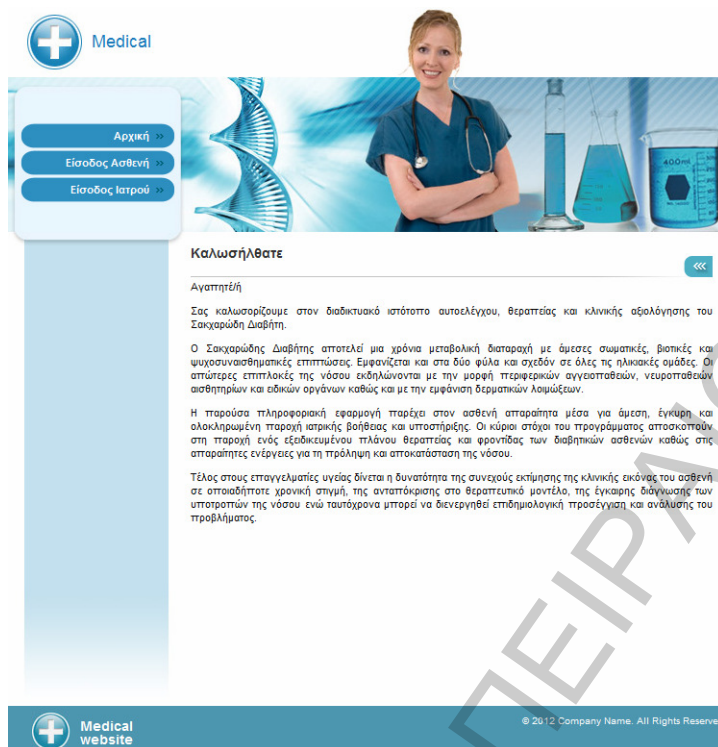 Medical
Αρχική »
Είσοδος Ασθενή »
Είσοδος Ιατρού »
400ml
Καλωσήλθατε
Αγαπητέ/ή
Σας καλωσορίζουμε στον διαδικτυακό ιστότοπο αυτοελέγχου, θεραπείας και κλινικής αξιολόγησης του
Σακχαρώδη Διαβήτη.
Ο Σακχαρώδης Διαβήτης αποτελεί μια χρόνια μεταβολική διαταραχή με άμεσες σωματικές, βιοτικές και
ψυχοσυναισθηματικές επιπτώσεις. Εμφανίζεται και στα δύο φύλα και σχεδόν σε όλες τις ηλικιακές ομάδες. Οι
απώτερες επιπλοκές της νόσου εκδηλώνονται με την μορφή περιφερικών αγγειοπαθειών, νευροπαθειών
αισθητηρίων και ειδικών οργάνων καθώς και με την εμφάνιση δερματικών λοιμώξεων.
Η παρούσα πληροφοριακή εφαρμογή παρέχει στον ασθενή απαραίτητα μέσα για άμεση, έγκυρη και
ολοκληρωμένη παροχή ιατρικής βοήθειας και υποστήριξης. Οι κύριοι στόχοι του προγράμματος αποσκοπούν
στη παροχή ενός εξειδικευμένου πλάνου θεραπείας και φροντίδας των διαβητικών ασθενών καθώς στις
απαραίτητες ενέργειες για τη πρόληψη και αποκατάσταση της νόσου.
Τέλος στους επαγγελματίες υγείας δίνεται η δυνατότητα της συνεχούς εκτίμησης της κλινικής εικόνας του ασθενή
σε οποιαδήποτε χρονική στιγμή, της ανταπόκρισης στο θεραπευτικό μοντέλο, της έγκαιρης διάγνωσης των
υποτροπών της νόσου ενώ ταυτόχρονα μπορεί να διενεργηθεί επιδημιολογική προσέγγιση και ανάλυσης του
προβλήματος.
ΠΕΙΡΑΙΩ
Medical
website
© 2012 Company Name. All Rights Reserve